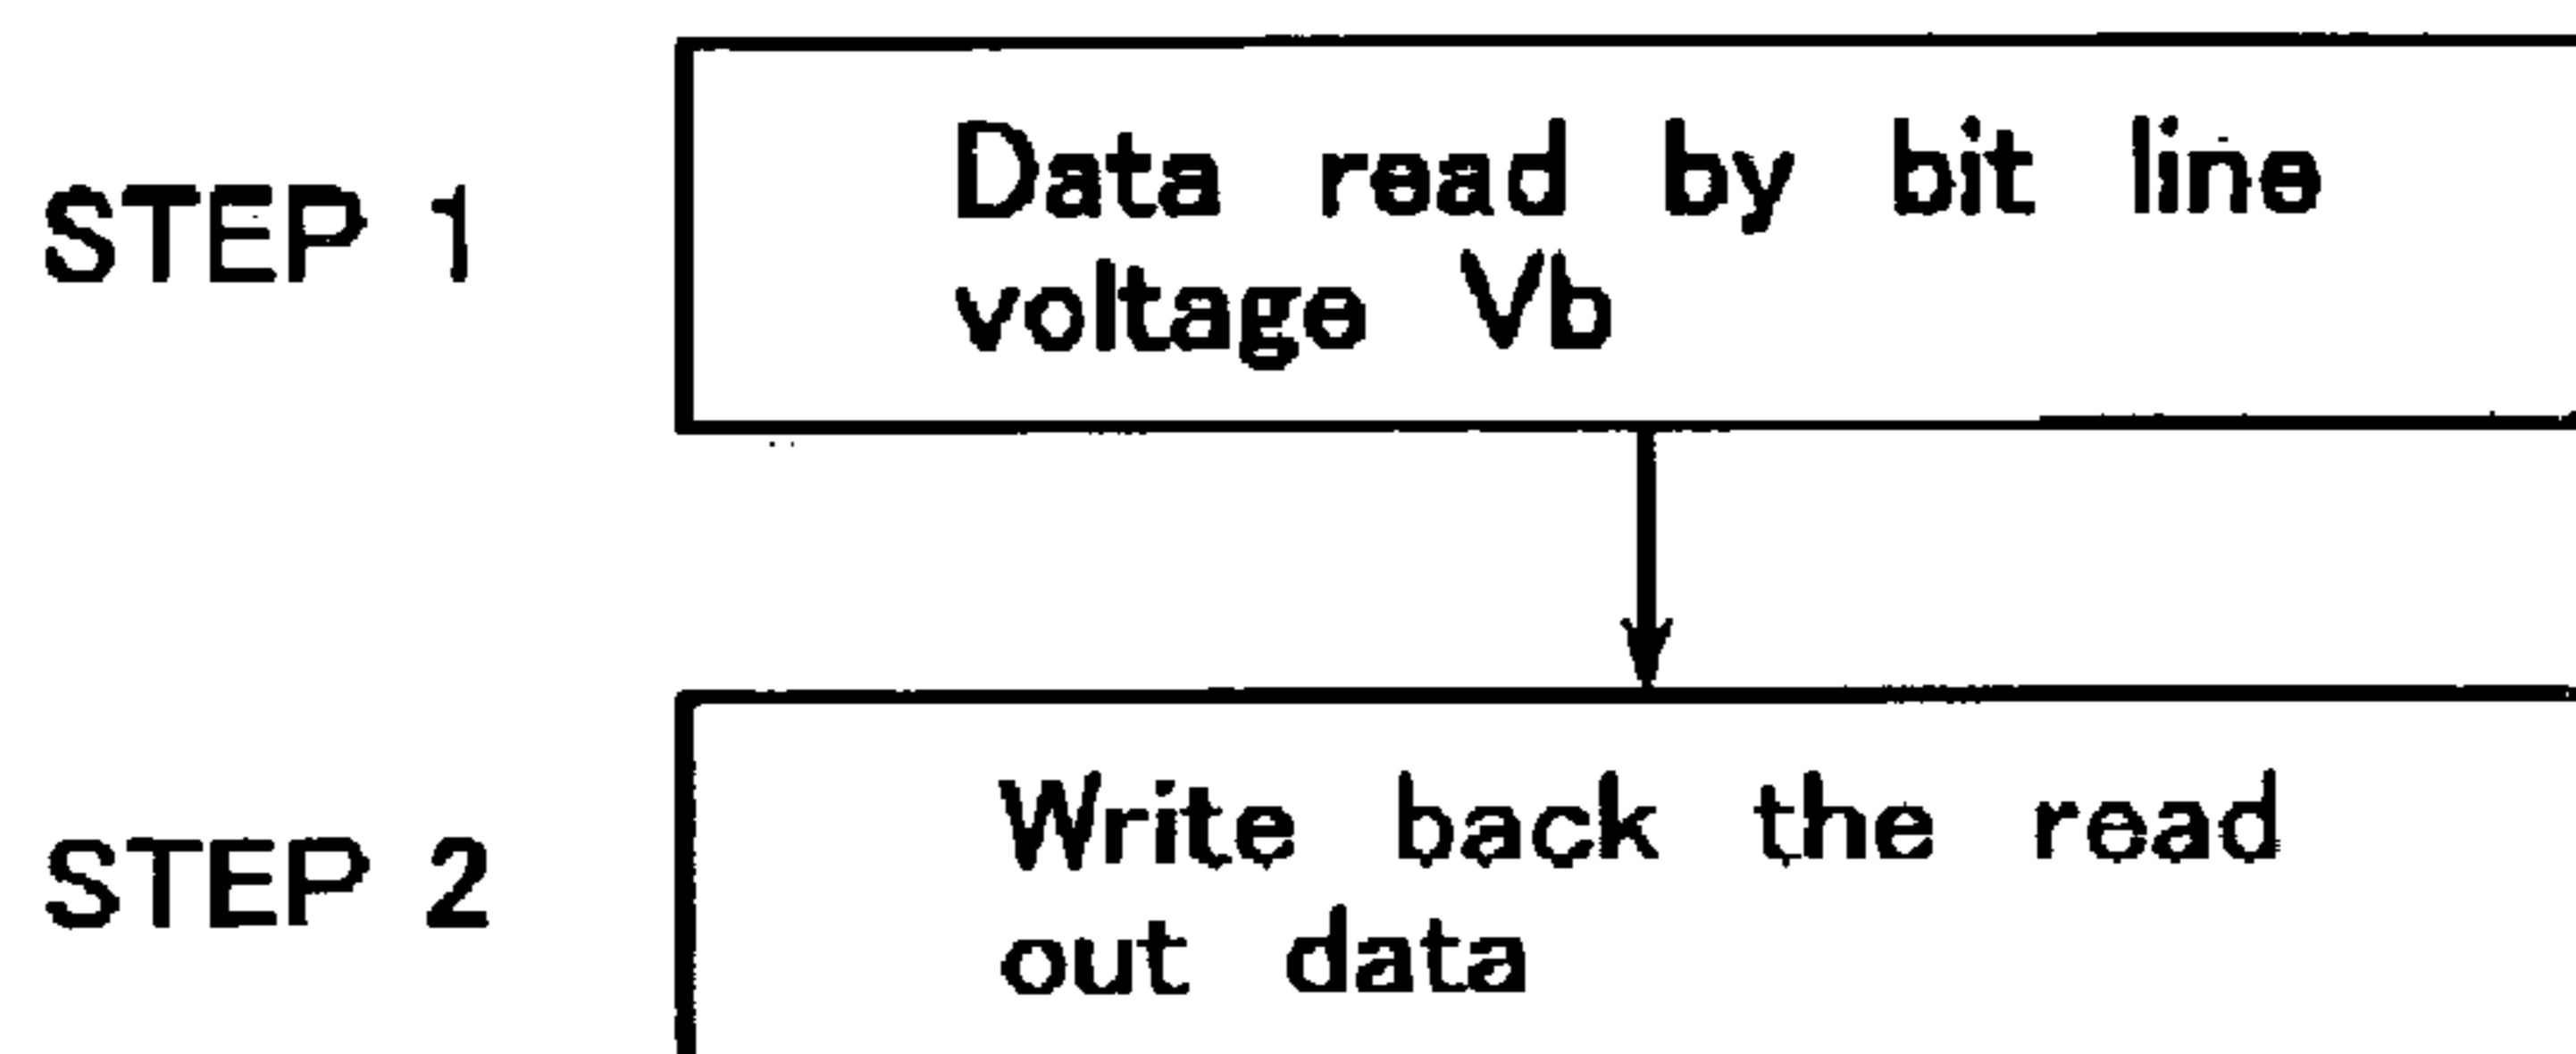 STEP 1
Data read by bit line
voltage Vb
STEP 2
Write back the read
out data